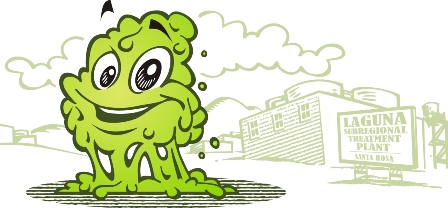 LAGUNA
SUBREGIONAL
TREATMENT
PLANT
SANTA ROSA